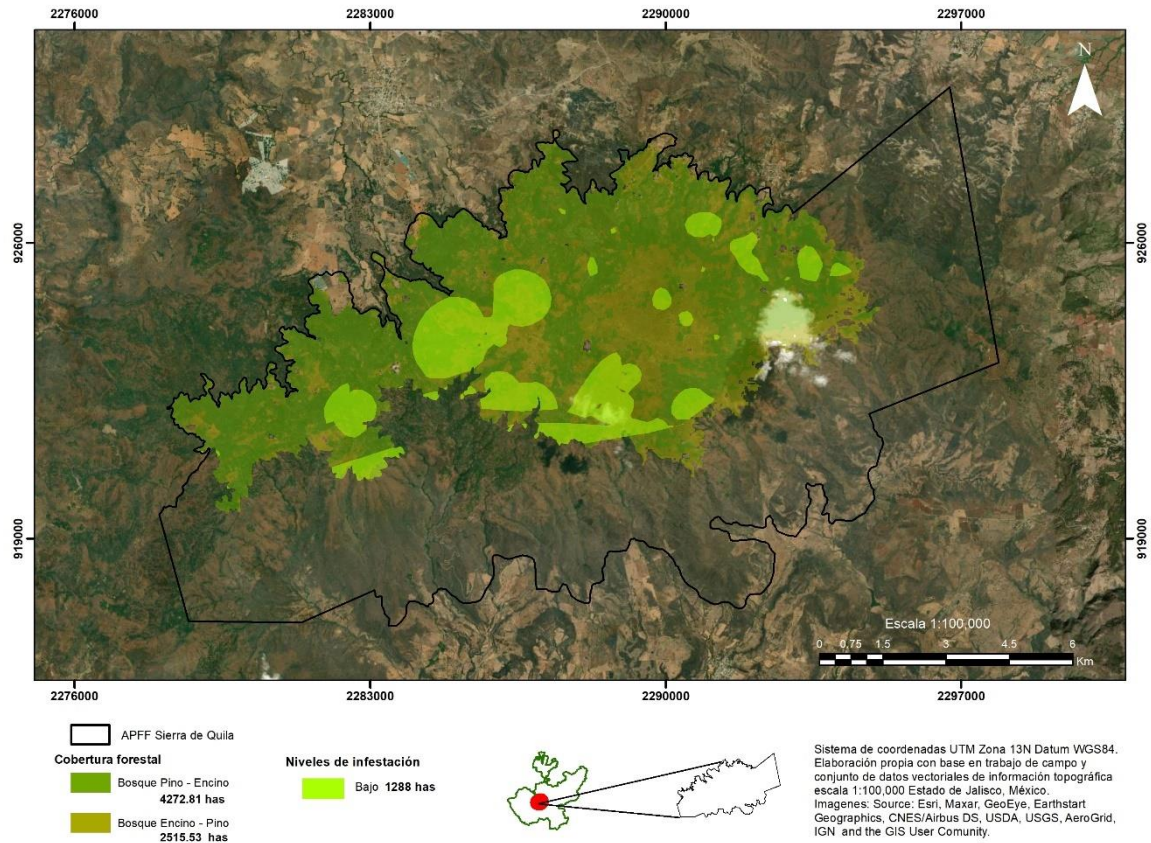 2276000 2283000 2290000 2297000
N
926000 926000
919000 919000
Escala 1:100,000
0 0.75 1.5 3 4.5 6
Km
2276000 2283000 2290000 2297000
APFF Sierra de Quila
Cobertura forestal
Bosque Pino - Encino
4272.81 has
Bosque Encino - Pino
2515.53 has
Niveles de infestación
Bajo 1288 has
Sistema de coordenadas UTM Zona 13N Datum WGS84.
Elaboración propia con base en trabajo de campo y
conjunto de datos vectoriales de información topográfica
escala 1:100,000 Estado de Jalisco, México.
Imagenes: Source: Esri, Maxar, GeoEye, Earthstart
Geographics, CNES/Airbus DS, USDA, USGS, AeroGrid,
IGN and the GIS User Comunity.